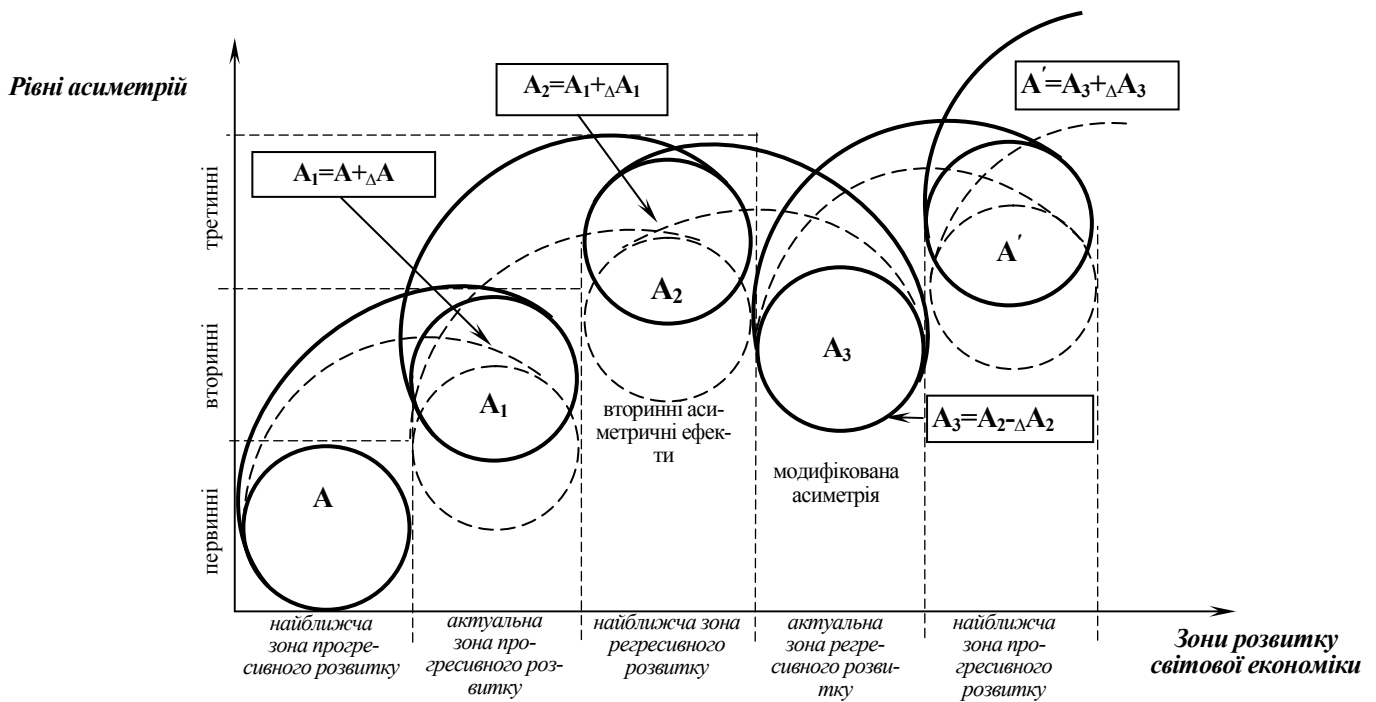 Рівні асиметрій
A₂=A₁+ΔA₁
A′=A₃+ΔA₃
A₁=A+ΔA
третинні
вторинні
первинні
A
A₁
A₂
A₃
A′
вторинні аси-
метричні ефек-
ти
A₃=A₂-ΔA₂
модифікована
асиметрія
найближча
зона прогре-
сивного розвитку
актуальна
зона про-
гресивного роз-
витку
найближча зона
регресивного
розвитку
актуальна
зона регре-
сивного розви-
тку
найближча
зона про-
гресивного
розвитку
Зони розвитку
світової економіки